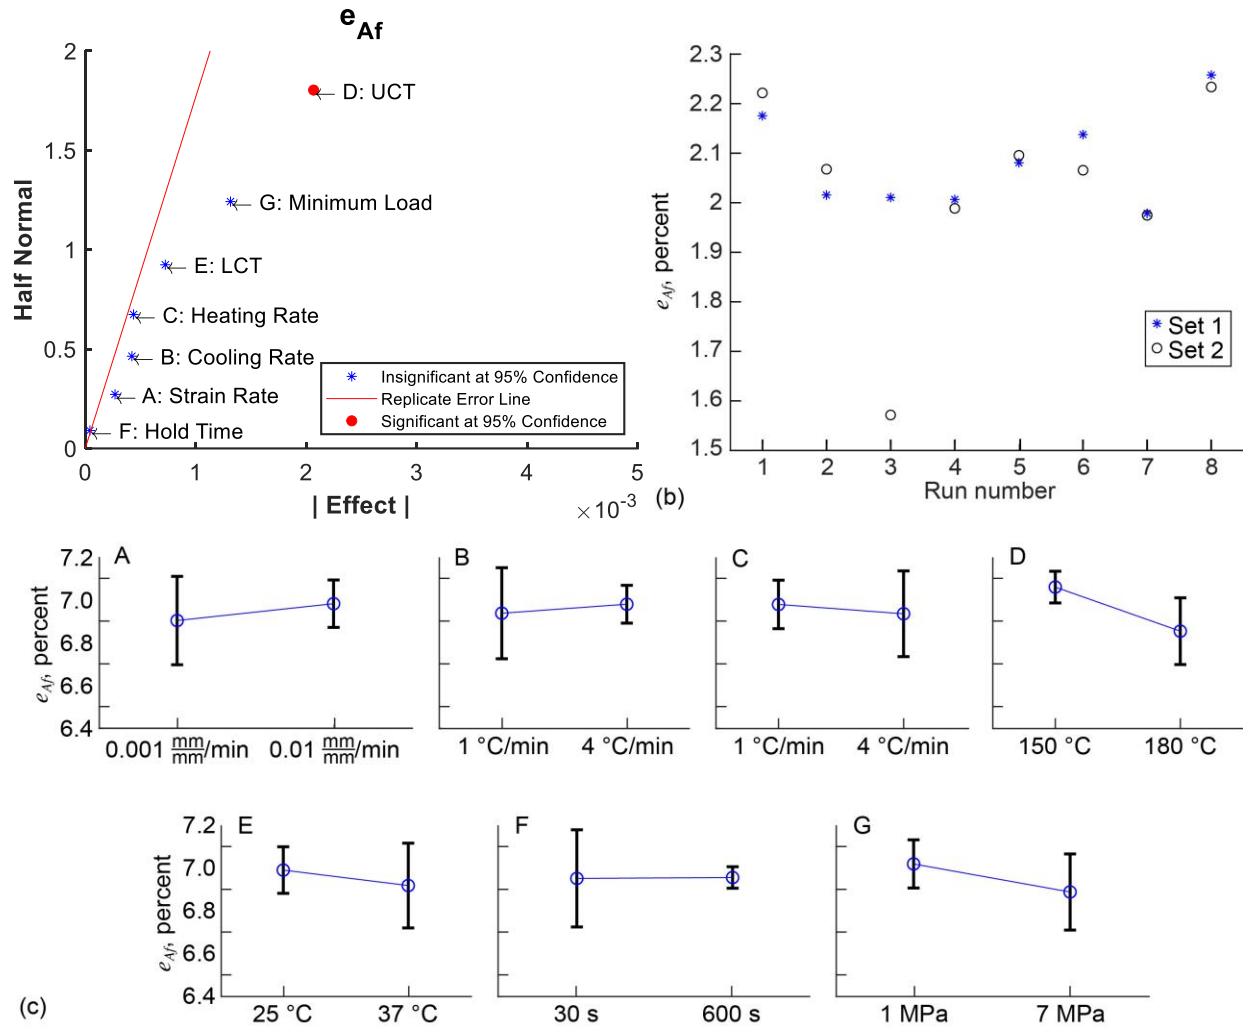 e_Af
2
1.5
1
0.5
0
Half Normal
D: UCT
G: Minimum Load
E: LCT
C: Heating Rate
B: Cooling Rate
A: Strain Rate
F: Hold Time
Insignificant at 95% Confidence
Replicate Error Line
Significant at 95% Confidence
0 1 2 3 4 5
| Effect |
×10^-3
2.3
2.2
2.1
2
1.9
1.8
1.7
1.6
1.5
e_Af, percent
Set 1
Set 2
1 2 3 4 5 6 7 8
Run number
(b)
A
7.2
7.0
6.8
6.6
6.4
e_Af, percent
0.001 mm/mm/min 0.01 mm/mm/min
B
1 °C/min 4 °C/min
C
1 °C/min 4 °C/min
D
150 °C 180 °C
E
7.2
7.0
6.8
6.6
6.4
e_Af, percent
25 °C 37 °C
F
30 s 600 s
G
1 MPa 7 MPa
(c)